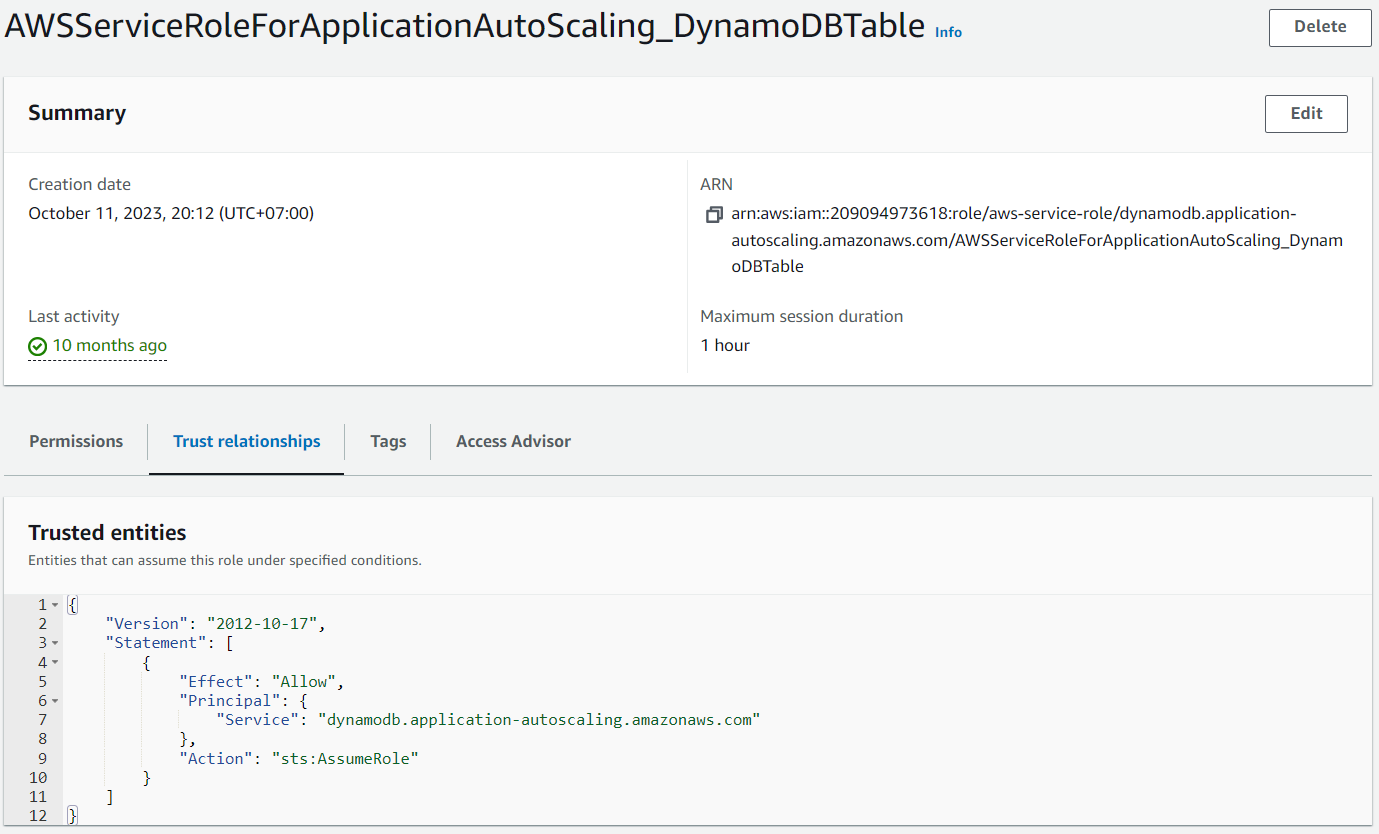 AWSServiceRoleForApplicationAutoScaling_DynamoDBTable Info
Delete
Summary
Edit
Creation date
October 11, 2023, 20:12 (UTC+07:00)
ARN
arn:aws:iam::209094973618:role/aws-service-role/dynamodb.application-
autoscaling.amazonaws.com/AWSServiceRoleForApplicationAutoScaling_Dynam
oDBTable
Last activity
10 months ago
Maximum session duration
1 hour
Permissions
Trust relationships
Tags
Access Advisor
Trusted entities
Entities that can assume this role under specified conditions.
1 {
2 "Version": "2012-10-17",
3 "Statement": [
4 {
5 "Effect": "Allow",
6 "Principal": {
7 "Service": "dynamodb.application-autoscaling.amazonaws.com"
8 },
9 "Action": "sts:AssumeRole"
10 }
11 ]
12 }